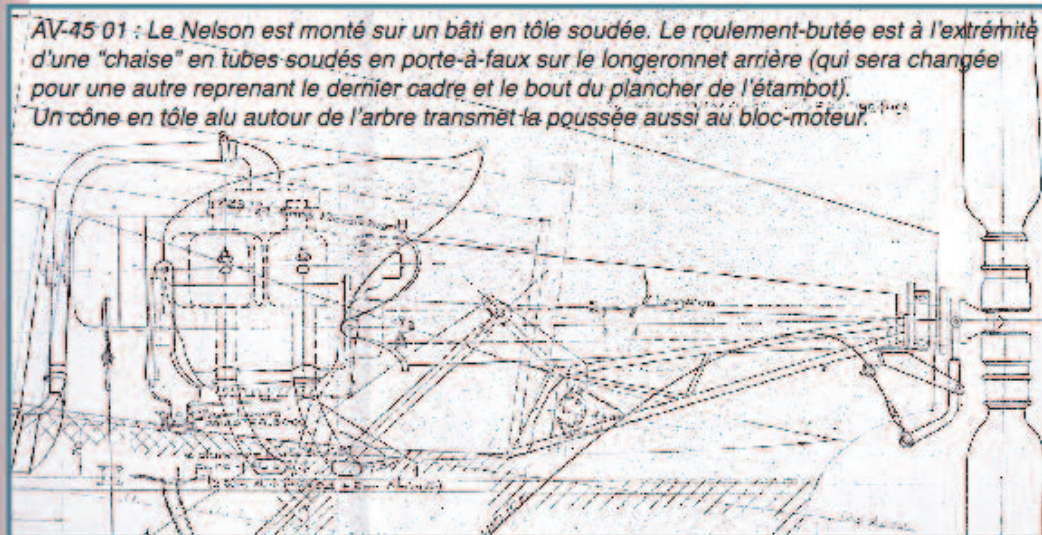 AV-45 01 : Le Nelson est monté sur un bâti en tôle soudée. Le roulement-butée est à l'extrémité
d'une "chaise" en tubes soudés en porte-à-faux sur le longeronnet arrière (qui sera changée
pour une autre reprenant le dernier cadre et le bout du plancher de l'étambot).
Un cône en tôle alu autour de l'arbre transmet la poussée aussi au bloc-moteur.